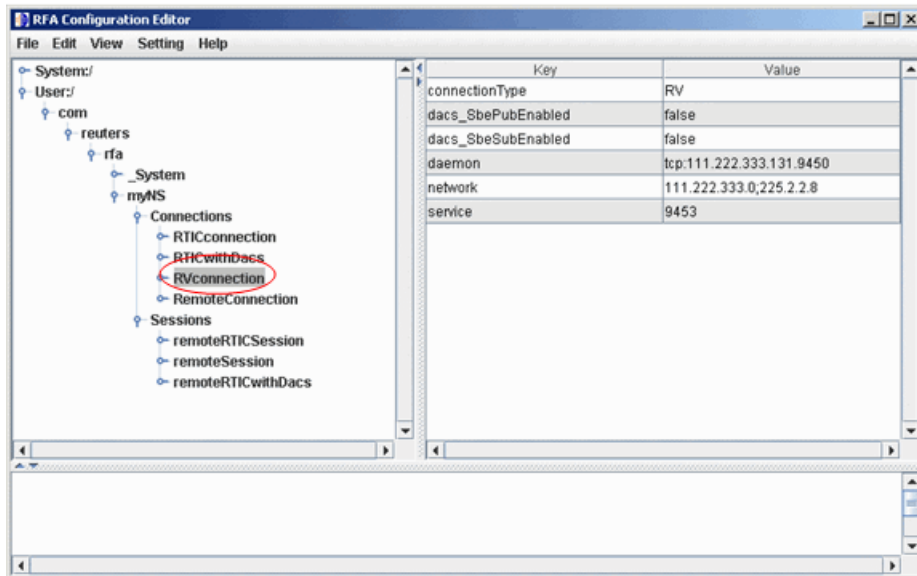 RFA Configuration Editor
File Edit View Setting Help
System:/
User:/
com
reuters
rfa
_System
myNS
Connections
RTICconnection
RTICwithDacs
RVconnection
RemoteConnection
Sessions
remoteRTICSession
remoteSession
remoteRTICwithDacs
Key Value
connectionType RV
dacs_SbePubEnabled false
dacs_SbeSubEnabled false
daemon tcp:111.222.333.131.9450
network 111.222.333.0;225.2.2.8
service 9453